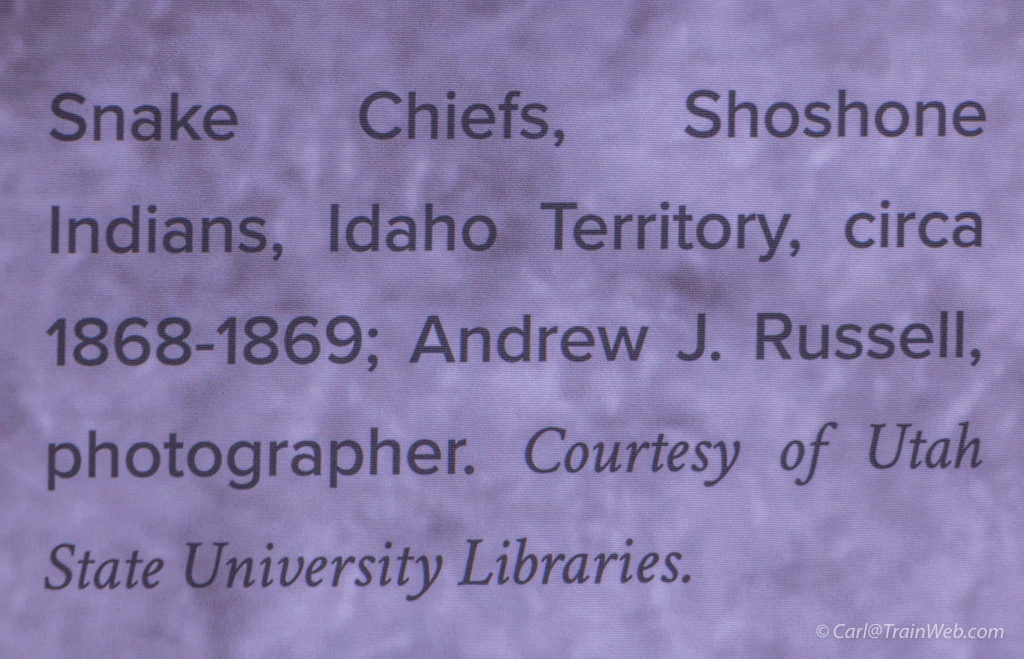 Snake Chiefs, Shoshone
Indians, Idaho Territory, circa
1868-1869; Andrew J. Russell,
photographer. Courtesy of Utah
State University Libraries.
© Carl@TrainWeb.com